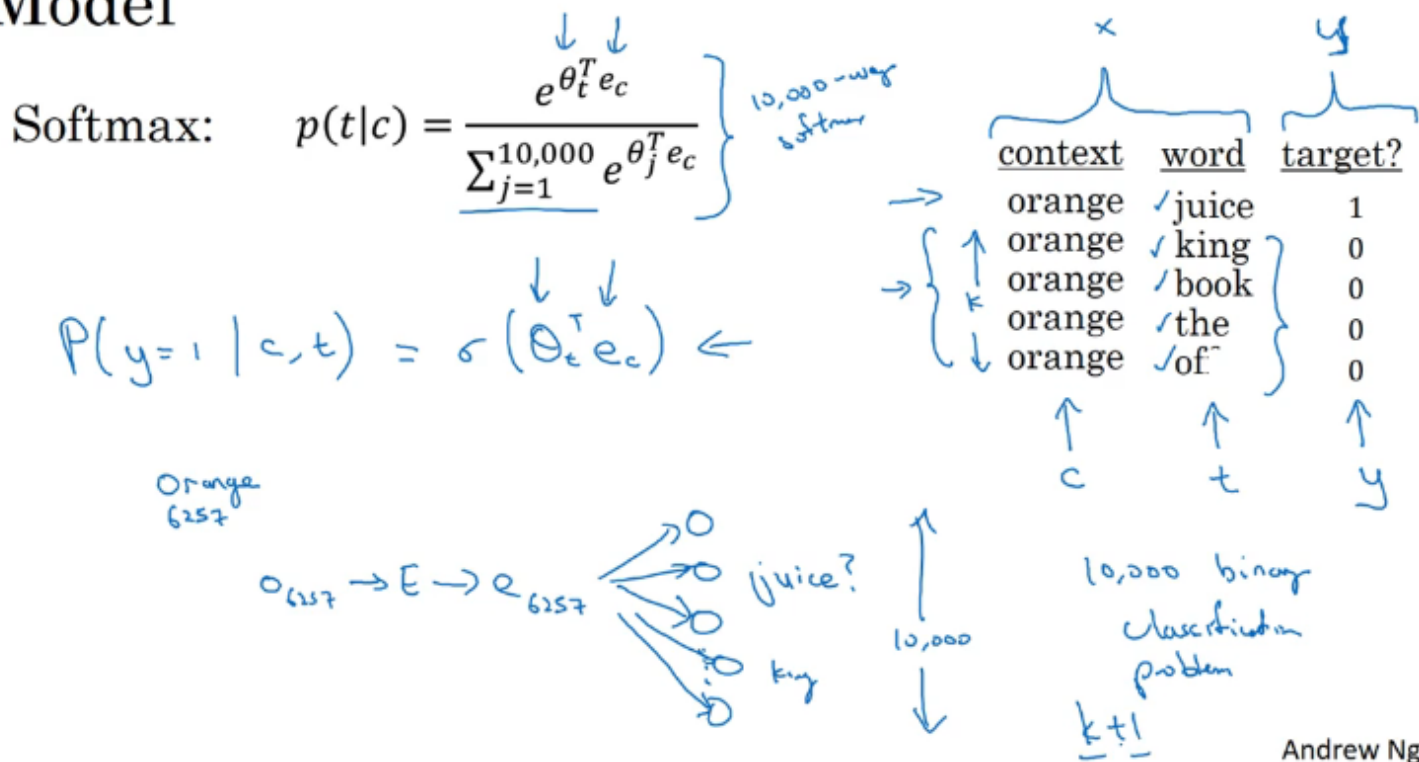 Model
Softmax: p(t|c) = e^{θ_t^T e_c} / ∑_{j=1}^{10,000} e^{θ_j^T e_c}
10,000-way
softmax
x y
context word target?
orange ✓juice 1
orange ✓king 0
orange ✓book 0
orange ✓the 0
orange ✓of 0
k
c t y
P(y=1 | c,t) = σ(θ_t^T e_c) ←
Orange
6257
o_6257 → E → e_6257
juice?
king
10,000
10,000 binary
classification
problem
k+1
Andrew Ng